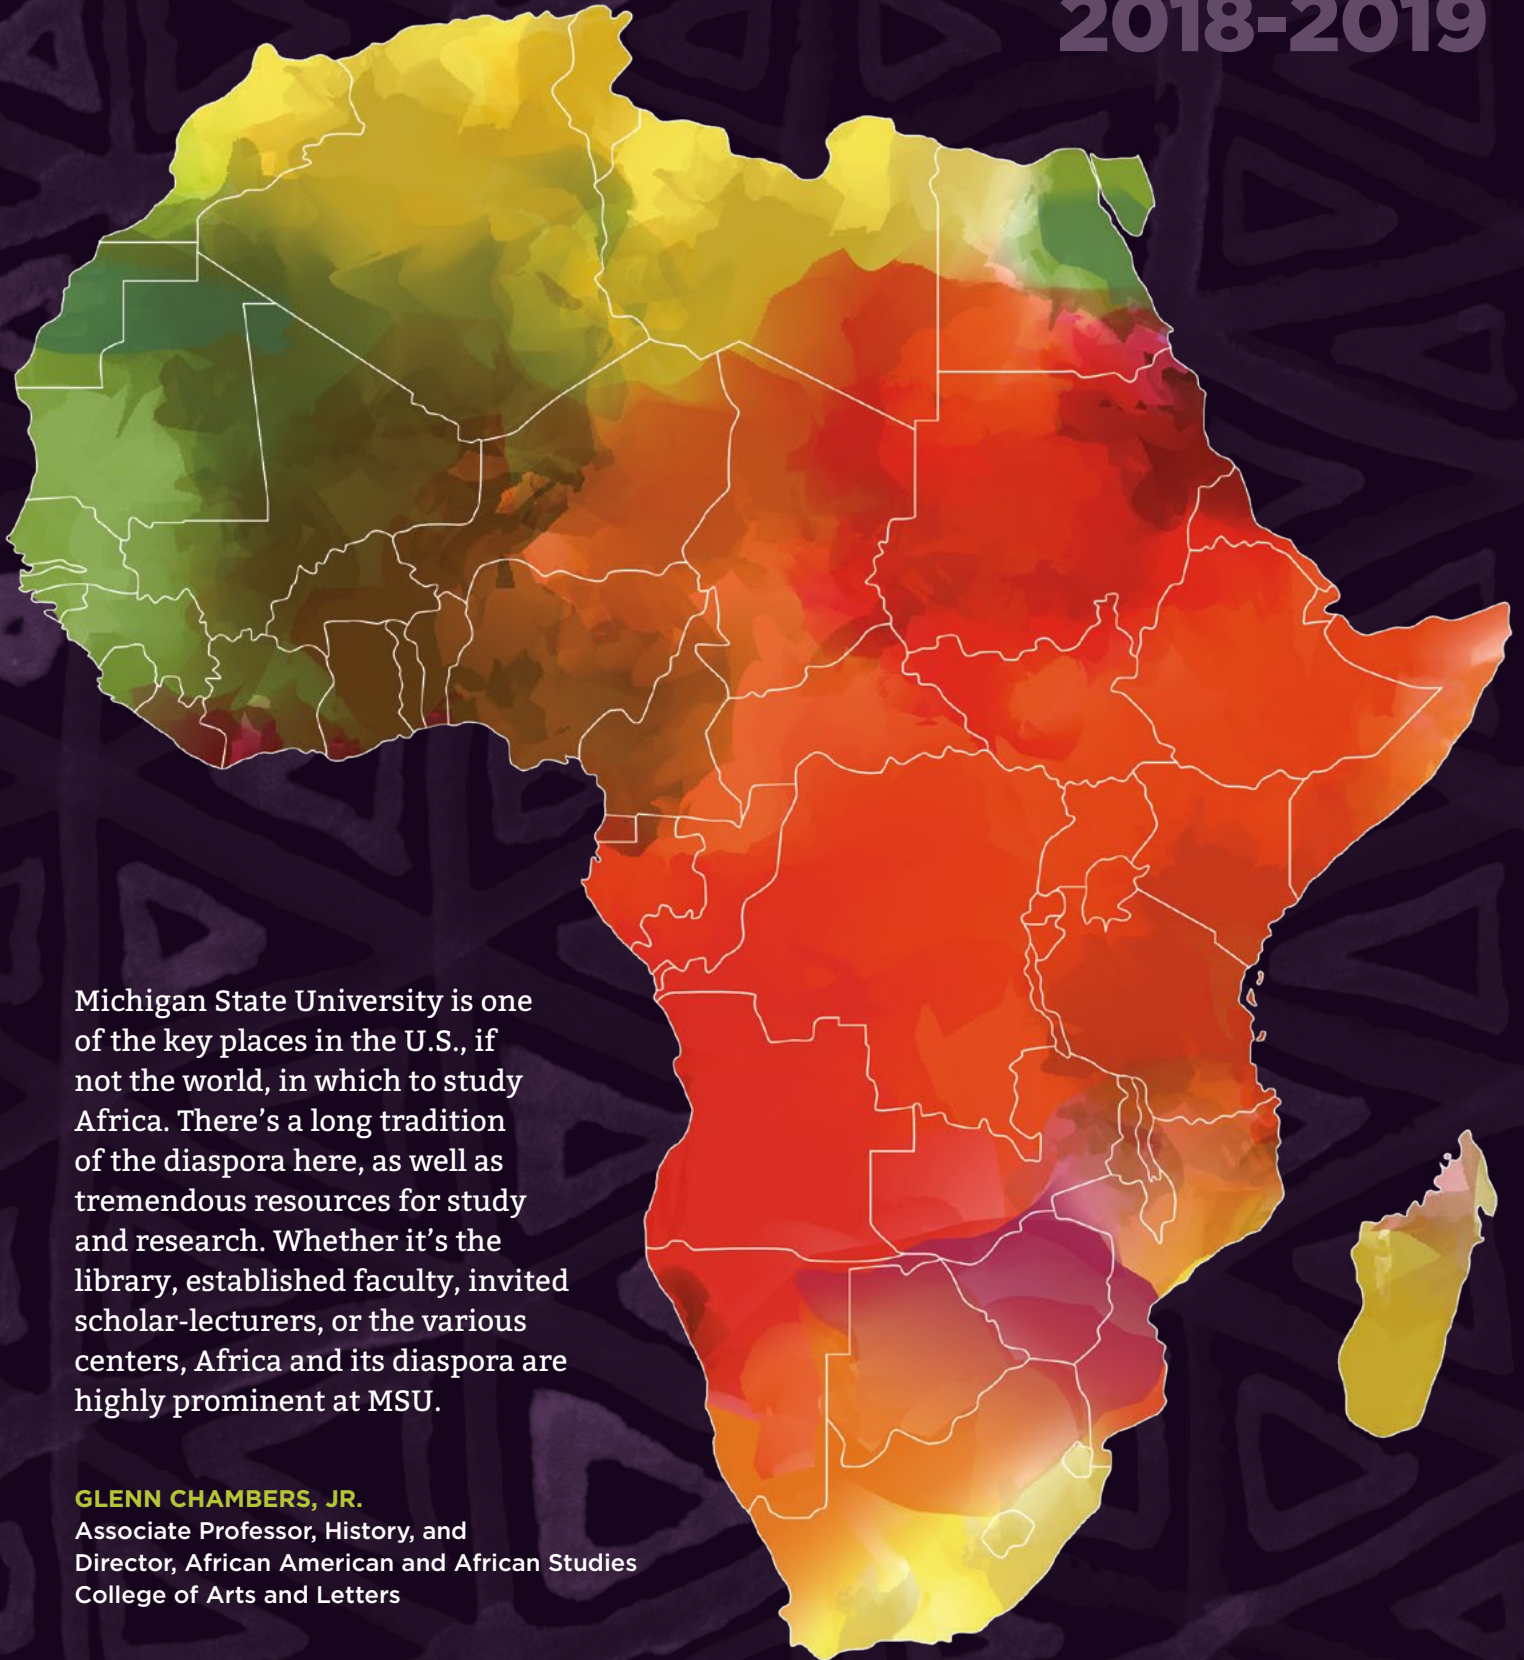 2018-2019
Michigan State University is one
of the key places in the U.S., if
not the world, in which to study
Africa. There’s a long tradition
of the diaspora here, as well as
tremendous resources for study
and research. Whether it’s the
library, established faculty, invited
scholar-lecturers, or the various
centers, Africa and its diaspora are
highly prominent at MSU.
GLENN CHAMBERS, JR.
Associate Professor, History, and
Director, African American and African Studies
College of Arts and Letters